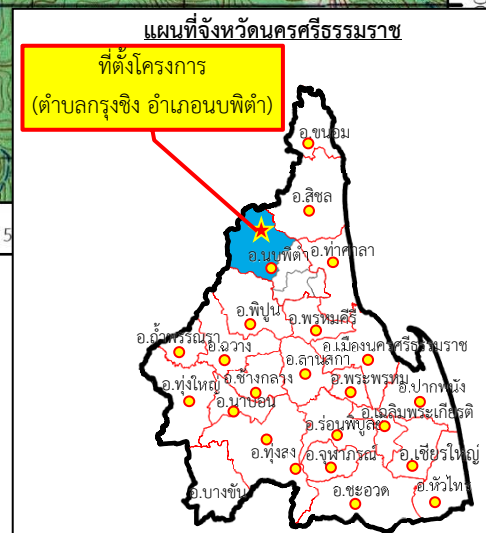 แผนที่จังหวัดนครศรีธรรมราช
ที่ตั้งโครงการ
(ตำบลกรุงชิง อำเภอนบพิตำ)
อ.ขนอม
อ.สิชล
5
อ.นบพิตำ
อ.ท่าศาลา
อ.พิปูน
อ.พรหมคีรี
อ.ถ้ำพรรณรา
อ.ฉวาง
อ.ลานสกา
อ.เมืองนครศรีธรรมราช
อ.ทุ่งใหญ่
อ.ช้างกลาง
อ.พระพรหม
อ.ปากพนัง
อ.นาบอน
อ.เฉลิมพระเกียรติ
อ.ร่อนพิบูลย์
อ.ทุ่งสง
อ.จุฬาภรณ์
อ.เชียรใหญ่
อ.บางขัน
อ.ชะอวด
อ.หัวไทร